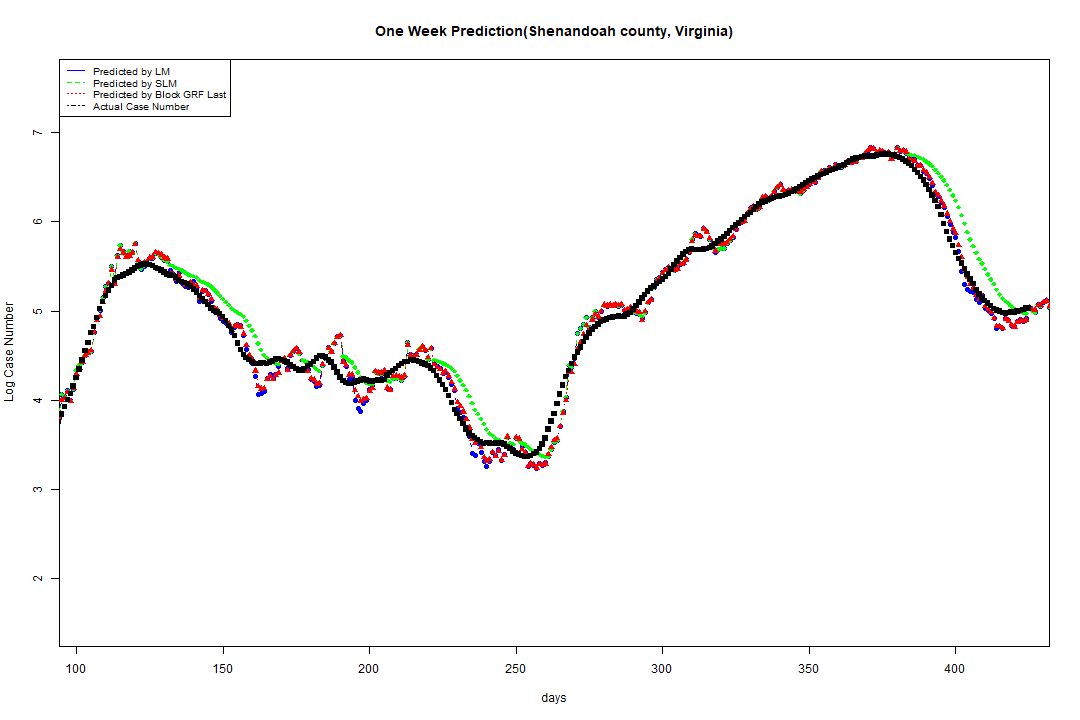 One Week Prediction(Shenandoah county, Virginia)
Predicted by LM
Predicted by SLM
Predicted by Block GRF Last
Actual Case Number
7
6
5
4
3
2
Log Case Number
100 150 200 250 300 350 400
days